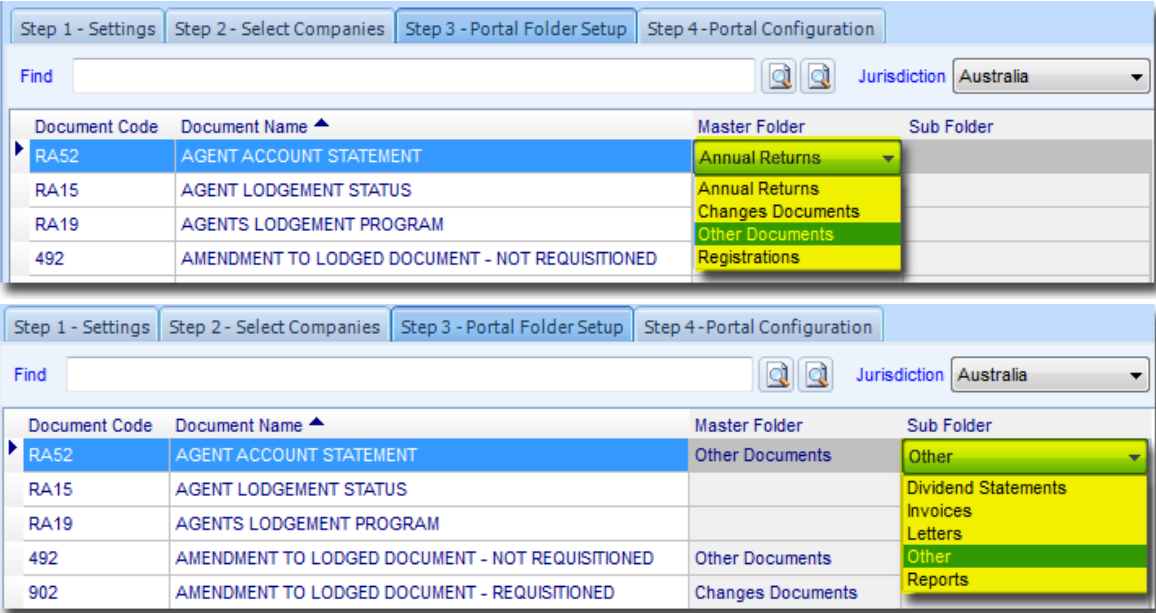 Step 1 - Settings Step 2 - Select Companies Step 3 - Portal Folder Setup Step 4 -Portal Configuration
Find Jurisdiction Australia
Document Code Document Name Master Folder Sub Folder
RA52 AGENT ACCOUNT STATEMENT Annual Returns
RA15 AGENT LODGEMENT STATUS Annual Returns
Changes Documents
RA19 AGENTS LODGEMENT PROGRAM Other Documents
492 AMENDMENT TO LODGED DOCUMENT - NOT REQUISITIONED Registrations
Step 1 - Settings Step 2 - Select Companies Step 3 - Portal Folder Setup Step 4 -Portal Configuration
Find Jurisdiction Australia
Document Code Document Name Master Folder Sub Folder
RA52 AGENT ACCOUNT STATEMENT Other Documents Other
RA15 AGENT LODGEMENT STATUS Dividend Statements
Invoices
RA19 AGENTS LODGEMENT PROGRAM Letters
492 AMENDMENT TO LODGED DOCUMENT - NOT REQUISITIONED Other Documents Other
902 AMENDMENT TO LODGED DOCUMENT - REQUISITIONED Changes Documents Reports